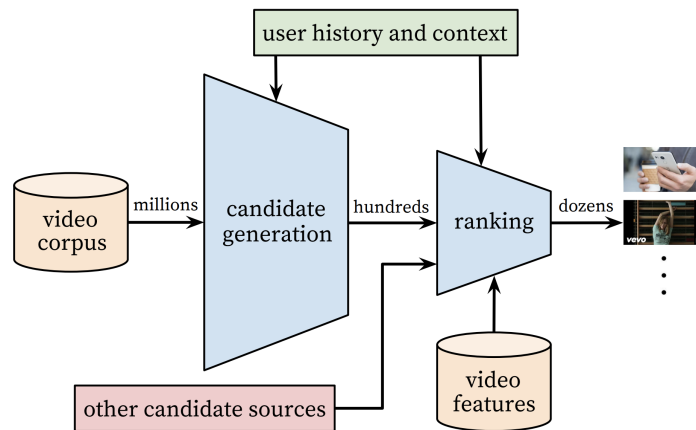 user history and context
video
corpus
millions
candidate
generation
hundreds
ranking
dozens
vevo
video
features
other candidate sources